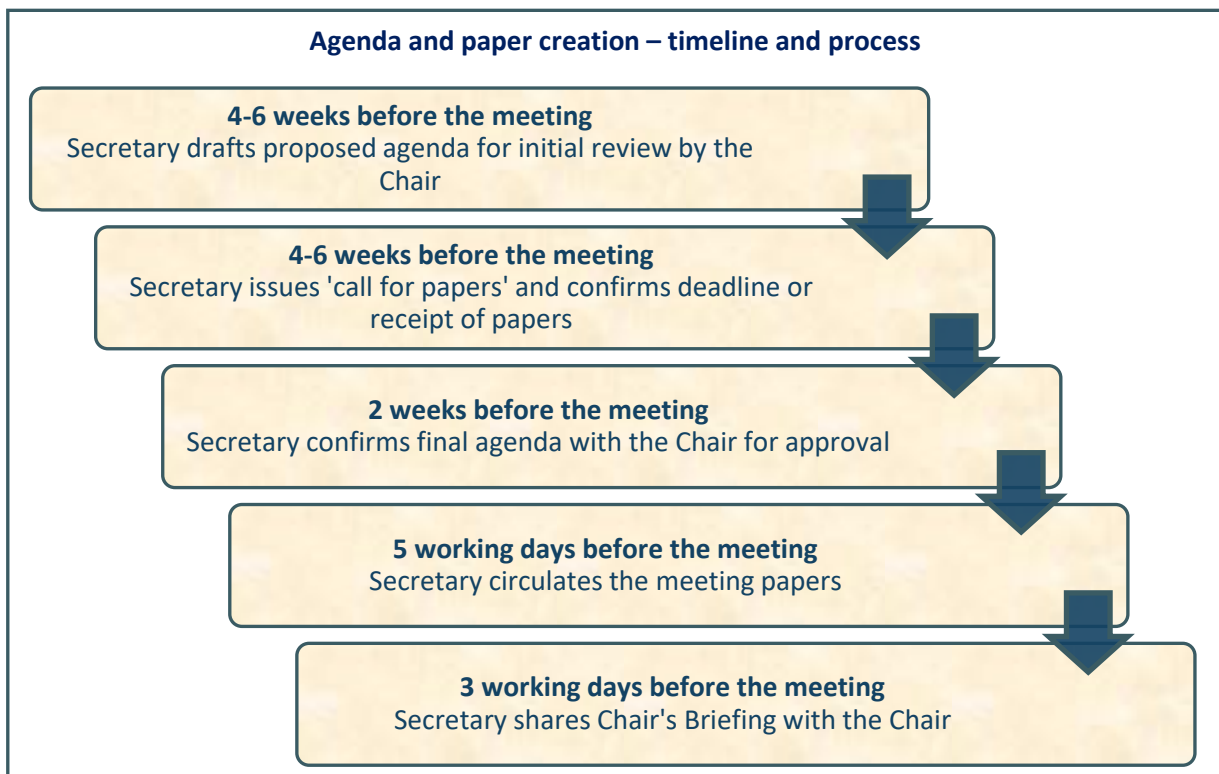 Agenda and paper creation – timeline and process
4-6 weeks before the meeting
Secretary drafts proposed agenda for initial review by the
Chair
4-6 weeks before the meeting
Secretary issues 'call for papers' and confirms deadline or
receipt of papers
2 weeks before the meeting
Secretary confirms final agenda with the Chair for approval
5 working days before the meeting
Secretary circulates the meeting papers
3 working days before the meeting
Secretary shares Chair's Briefing with the Chair